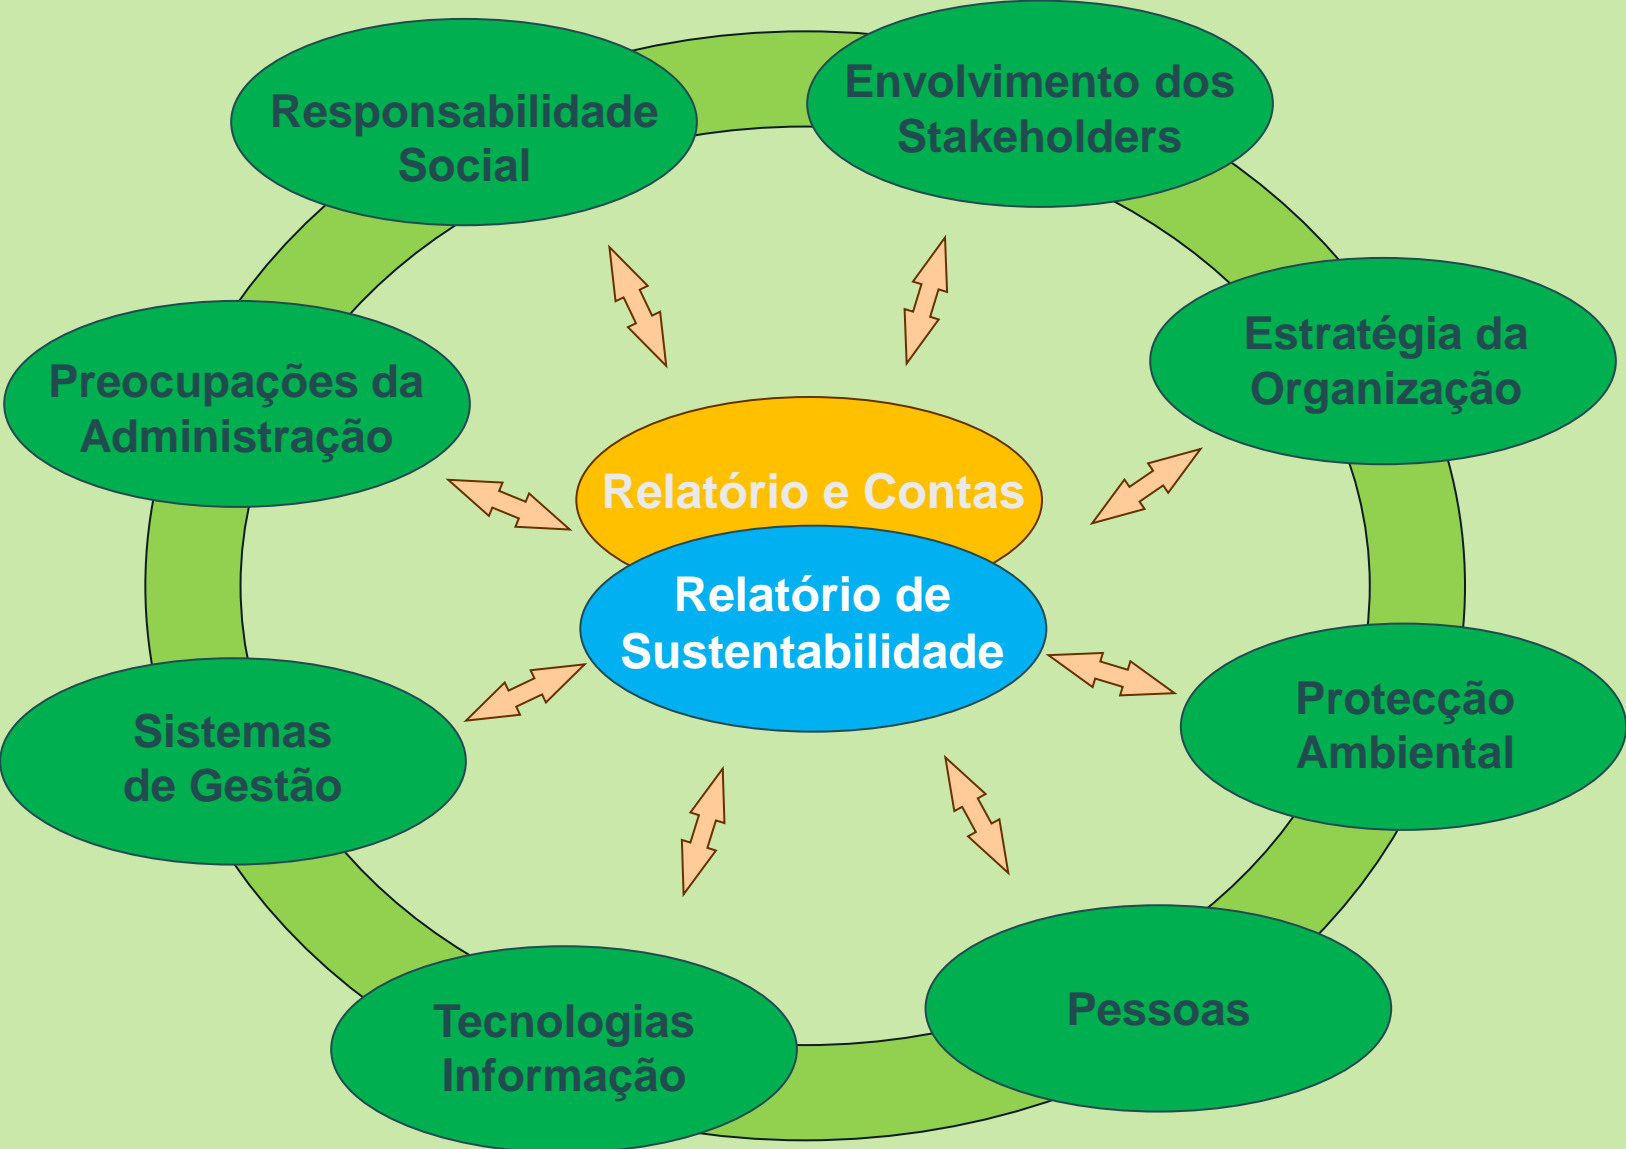 Responsabilidade
Social
Envolvimento dos
Stakeholders
Preocupações da
Administração
Estratégia da
Organização
Relatório e Contas
Relatório de
Sustentabilidade
Sistemas
de Gestão
Protecção
Ambiental
Tecnologias
Informação
Pessoas